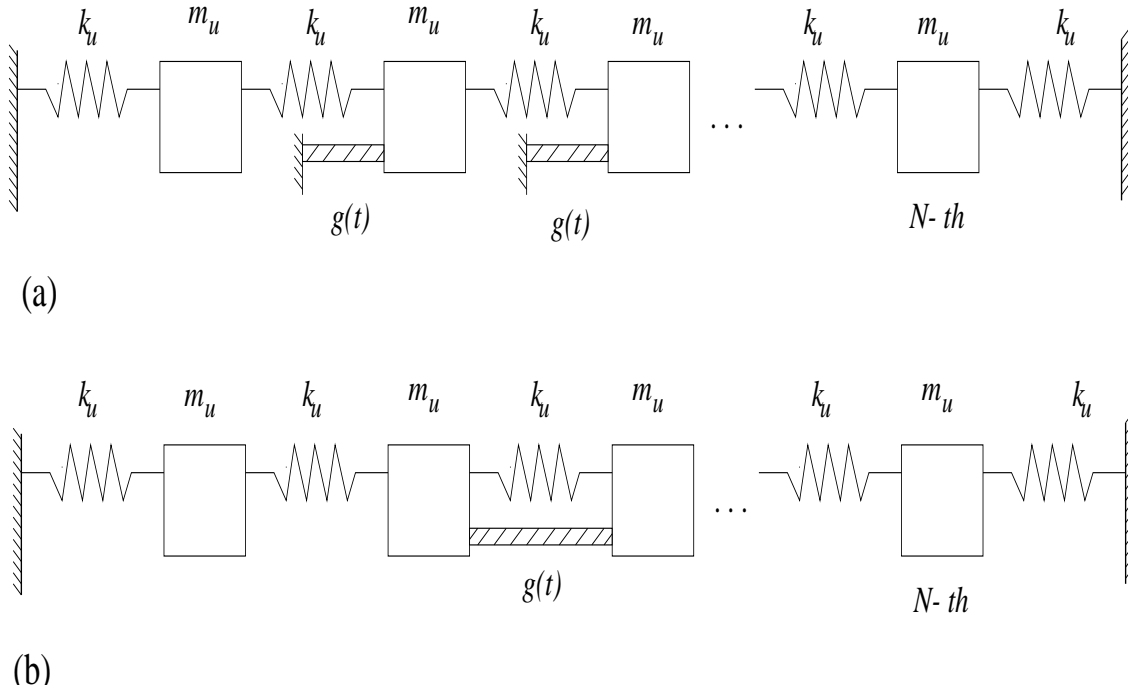 k_u m_u k_u m_u k_u m_u k_u m_u k_u
. . .
g(t) g(t) N- th
(a)
k_u m_u k_u m_u k_u m_u k_u m_u k_u
. . .
g(t) N- th
(b)